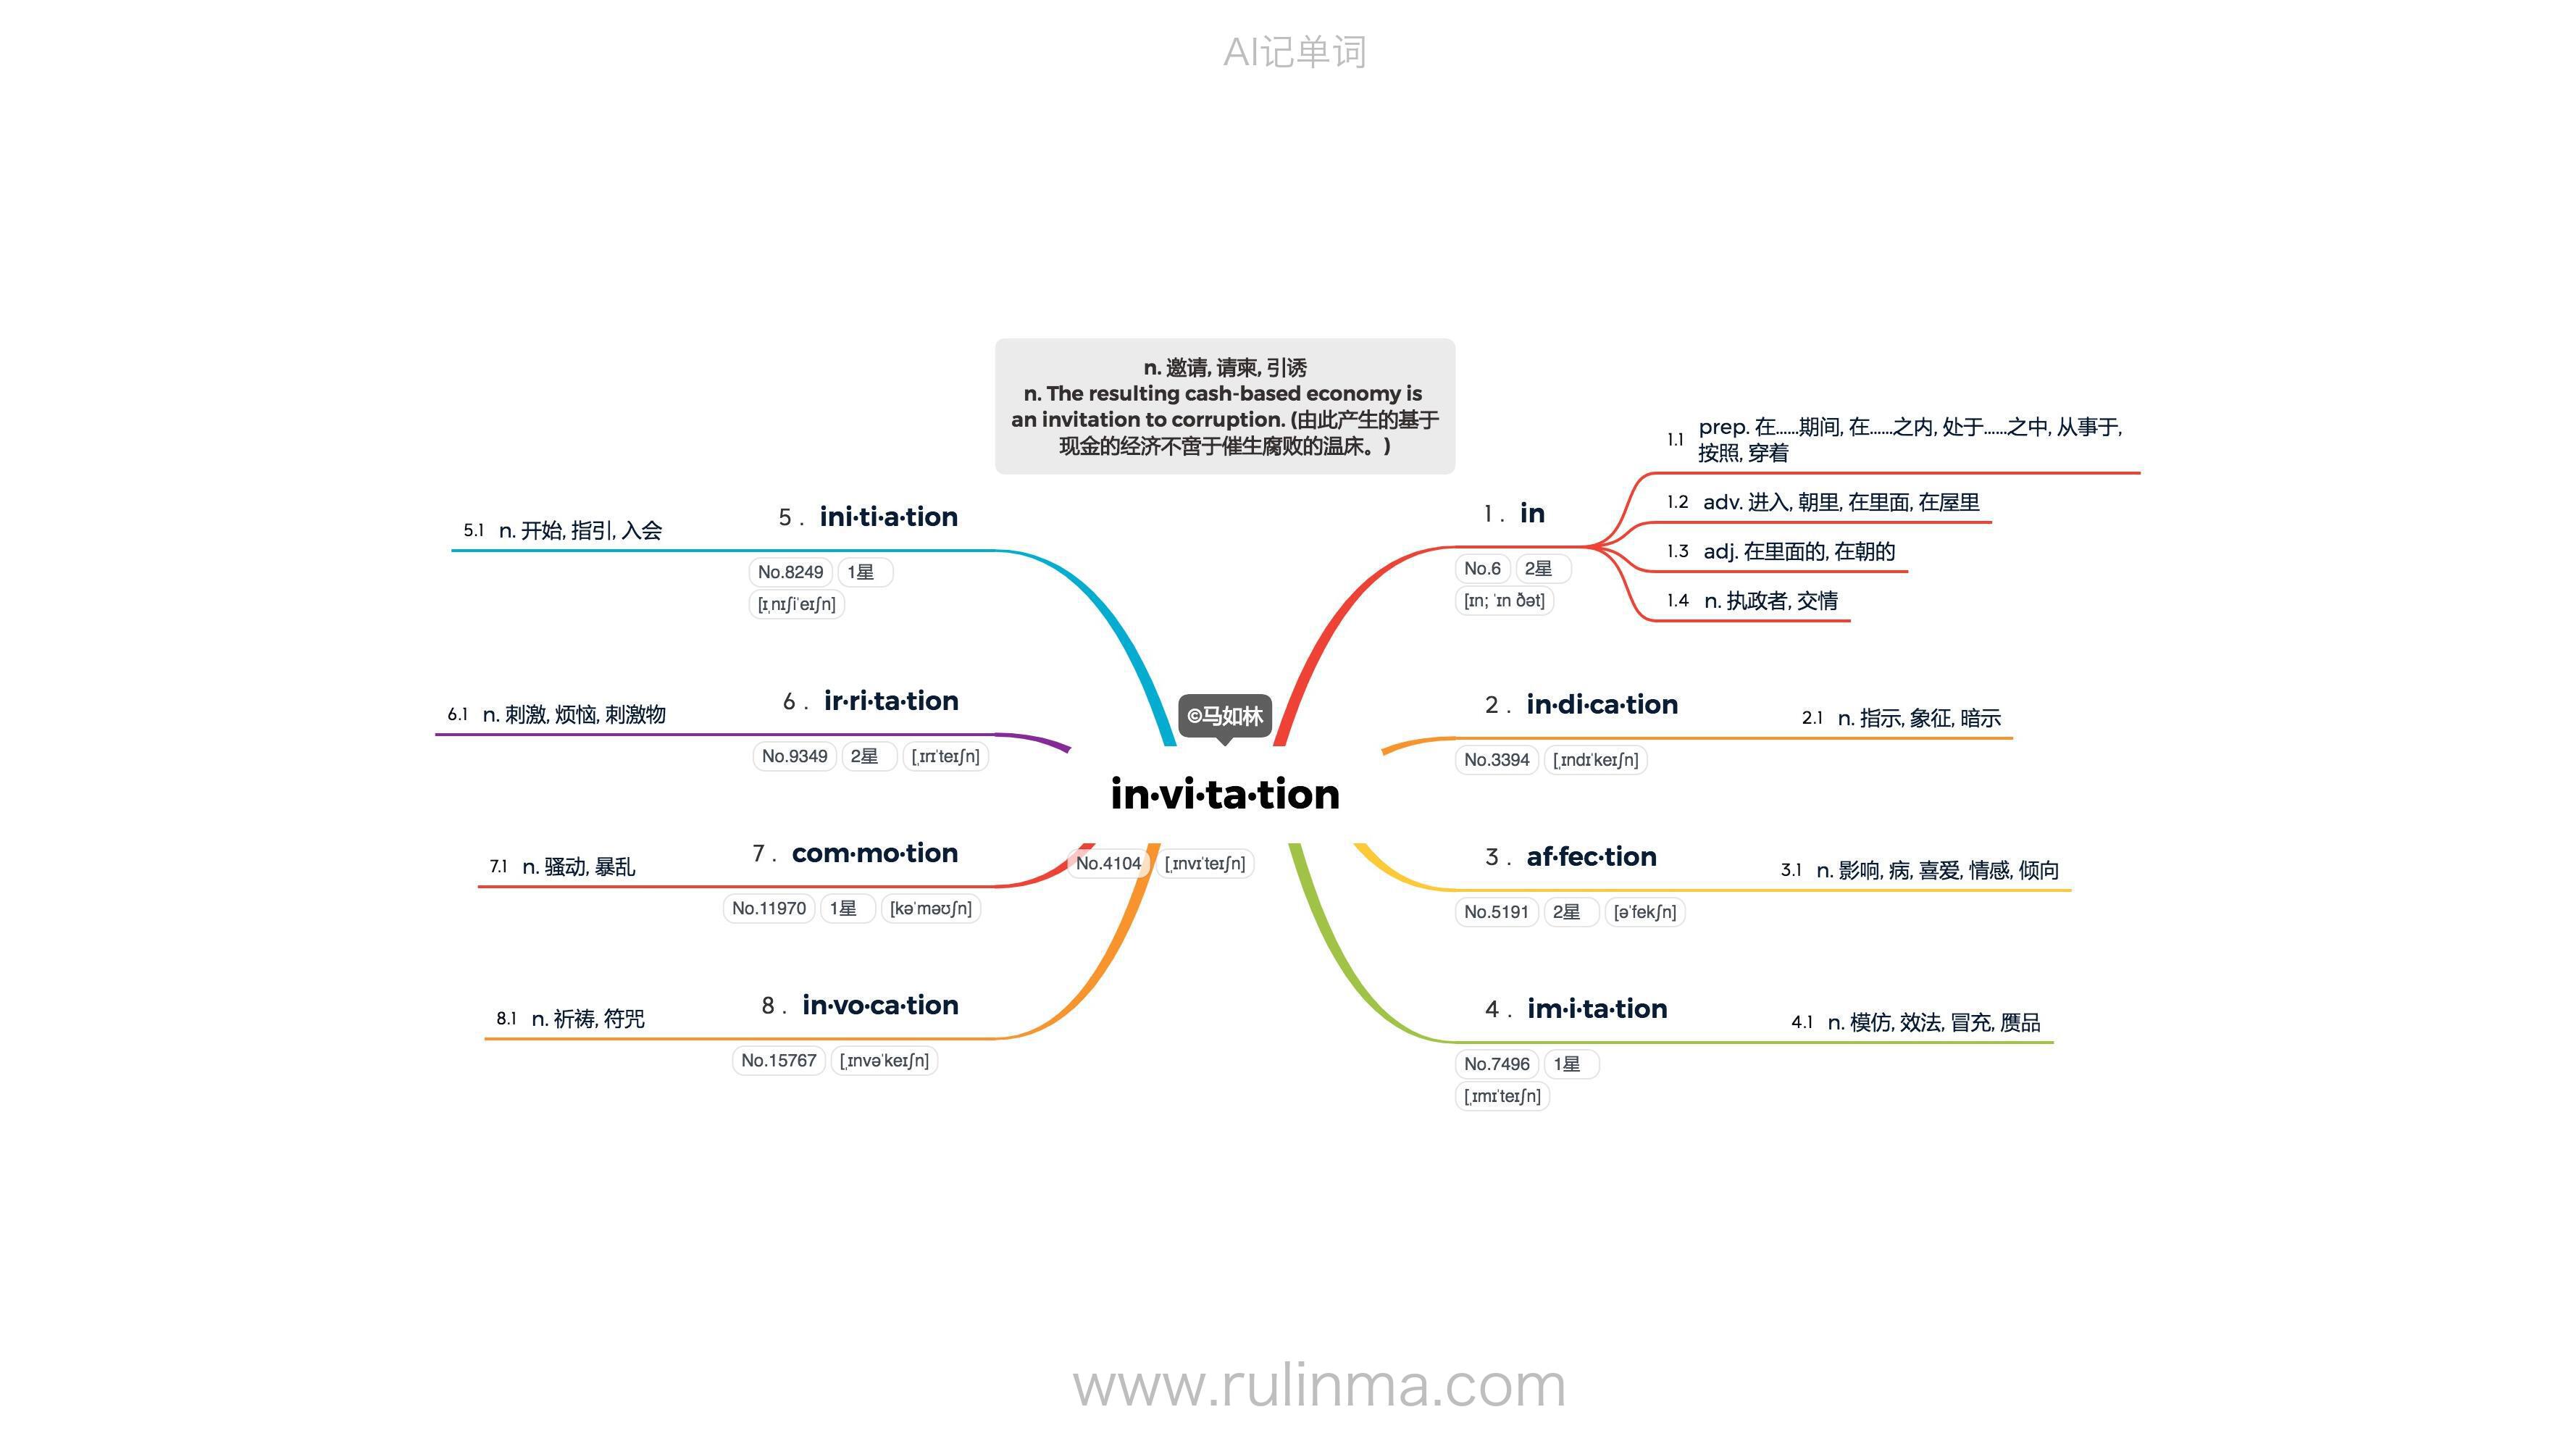 AI记单词
n. 邀请, 请柬, 引诱
n. The resulting cash-based economy is
an invitation to corruption. (由此产生的基于
现金的经济不啻于催生腐败的温床。)
©马如林
in·vi·ta·tion
No.4104 [ˌɪnvɪˈteɪʃn]
1 . in
No.6 2星
[ɪn; ˈɪn ðət]
1.1 prep. 在……期间, 在……之内, 处于……之中, 从事于,
按照, 穿着
1.2 adv. 进入, 朝里, 在里面, 在屋里
1.3 adj. 在里面的, 在朝的
1.4 n. 执政者, 交情
2 . in·di·ca·tion
No.3394 [ˌɪndɪˈkeɪʃn]
2.1 n. 指示, 象征, 暗示
3 . af·fec·tion
No.5191 2星 [əˈfekʃn]
3.1 n. 影响, 病, 喜爱, 情感, 倾向
4 . im·i·ta·tion
No.7496 1星
[ˌɪmɪˈteɪʃn]
4.1 n. 模仿, 效法, 冒充, 赝品
5 . ini·ti·a·tion
No.8249 1星
[ɪˌnɪʃiˈeɪʃn]
5.1 n. 开始, 指引, 入会
6 . ir·ri·ta·tion
No.9349 2星 [ˌɪrɪˈteɪʃn]
6.1 n. 刺激, 烦恼, 刺激物
7 . com·mo·tion
No.11970 1星 [kəˈməʊʃn]
7.1 n. 骚动, 暴乱
8 . in·vo·ca·tion
No.15767 [ˌɪnvəˈkeɪʃn]
8.1 n. 祈祷, 符咒
www.rulinma.com